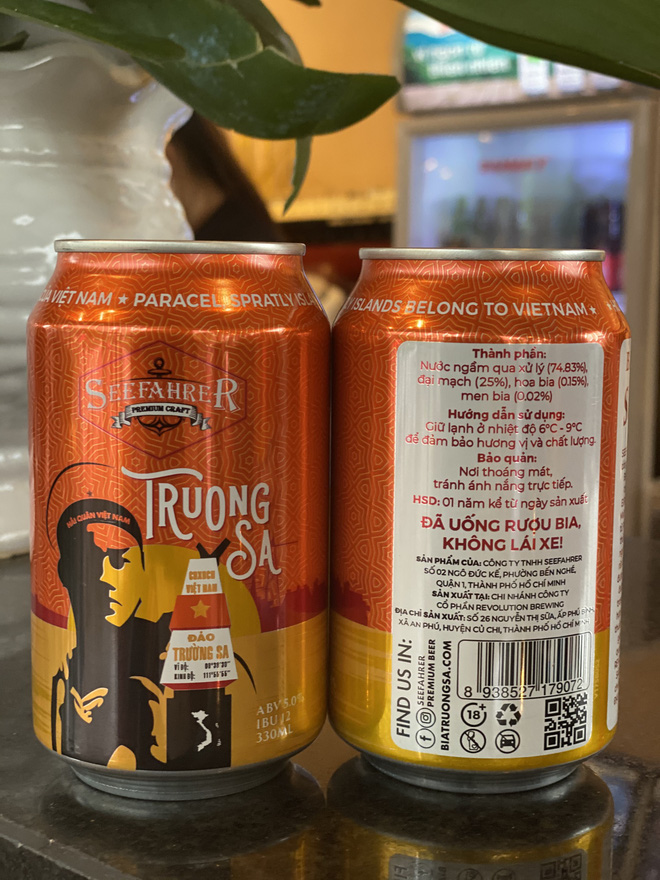 VIỆT NAM ★ PARACEL, SPRATLY ISLA
SEEFAHRER
PREMIUM CRAFT
TRUONG
SA
HẢI QUÂN VIỆT NAM
CHXHCN
VIỆT NAM
ĐẢO
TRƯỜNG SA
VĨ ĐỘ:
KINH ĐỘ:
ABV 5.0%
IBU 12
330ML
ISLANDS BELONG TO VIETNAM ★
Thành phần:
Nước ngầm qua xử lý (74.83%),
đại mạch (25%), hoa bia (0.15%),
men bia (0.02%)
Hướng dẫn sử dụng:
Giữ lạnh ở nhiệt độ 6°C - 9°C
để đảm bảo hương vị và chất lượng.
Bảo quản:
Nơi thoáng mát,
tránh ánh nắng trực tiếp.
HSD: 01 năm kể từ ngày sản xuất
ĐÃ UỐNG RƯỢU BIA,
KHÔNG LÁI XE!
SẢN PHẨM CỦA: CÔNG TY TNHH SEEFAHRER
SỐ 02 NGÔ ĐỨC KẾ, PHƯỜNG BẾN NGHÉ,
QUẬN 1, THÀNH PHỐ HỒ CHÍ MINH
SẢN XUẤT TẠI: CHI NHÁNH CÔNG TY
CỔ PHẦN REVOLUTION BREWING
ĐỊA CHỈ SẢN XUẤT: SỐ 26 NGUYỄN THỊ SỮA, ẤP PHÚ
XÃ AN PHÚ, HUYỆN CỦ CHI, THÀNH PHỐ HỒ CHÍ MINH
FIND US IN:
SEEFAHRER
PREMIUM BEER
BIATRUONGSA.COM
8 938527 179072
18+